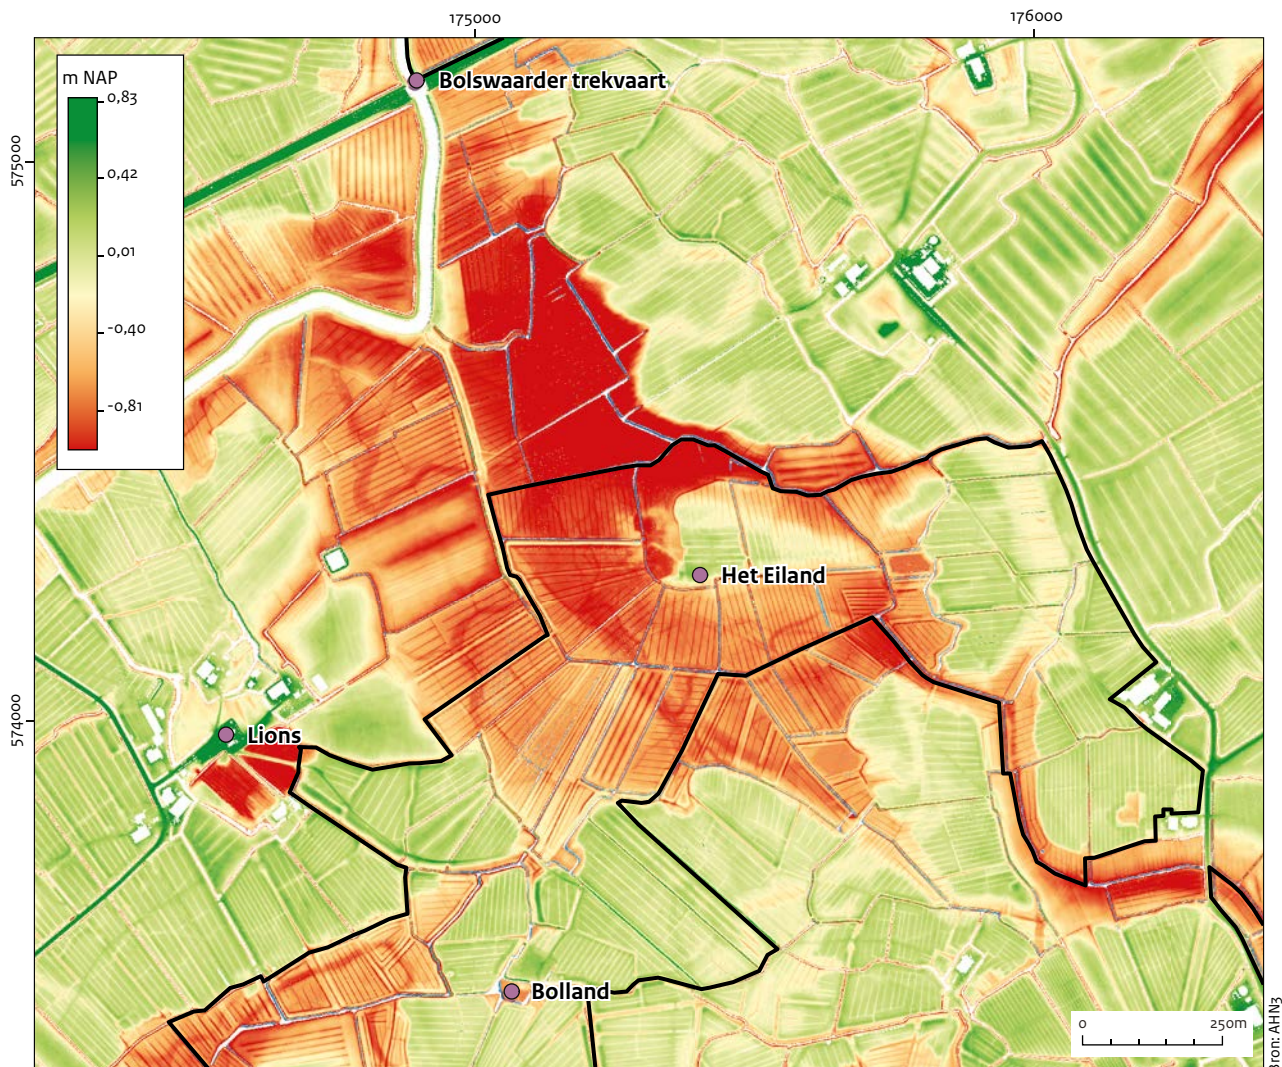 175000
176000
m NAP
0,83
0,42
0,01
-0,40
-0,81
Bolswaarder trekvaart
575000
Het Eiland
574000
Lions
Bolland
0
250m
Bron: AHN3